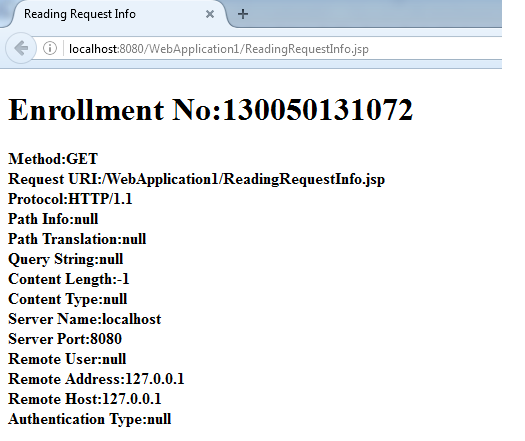 Reading Request Info
localhost:8080/WebApplication1/ReadingRequestInfo.jsp
Enrollment No:130050131072
Method:GET
Request URI:/WebApplication1/ReadingRequestInfo.jsp
Protocol:HTTP/1.1
Path Info:null
Path Translation:null
Query String:null
Content Length:-1
Content Type:null
Server Name:localhost
Server Port:8080
Remote User:null
Remote Address:127.0.0.1
Remote Host:127.0.0.1
Authentication Type:null